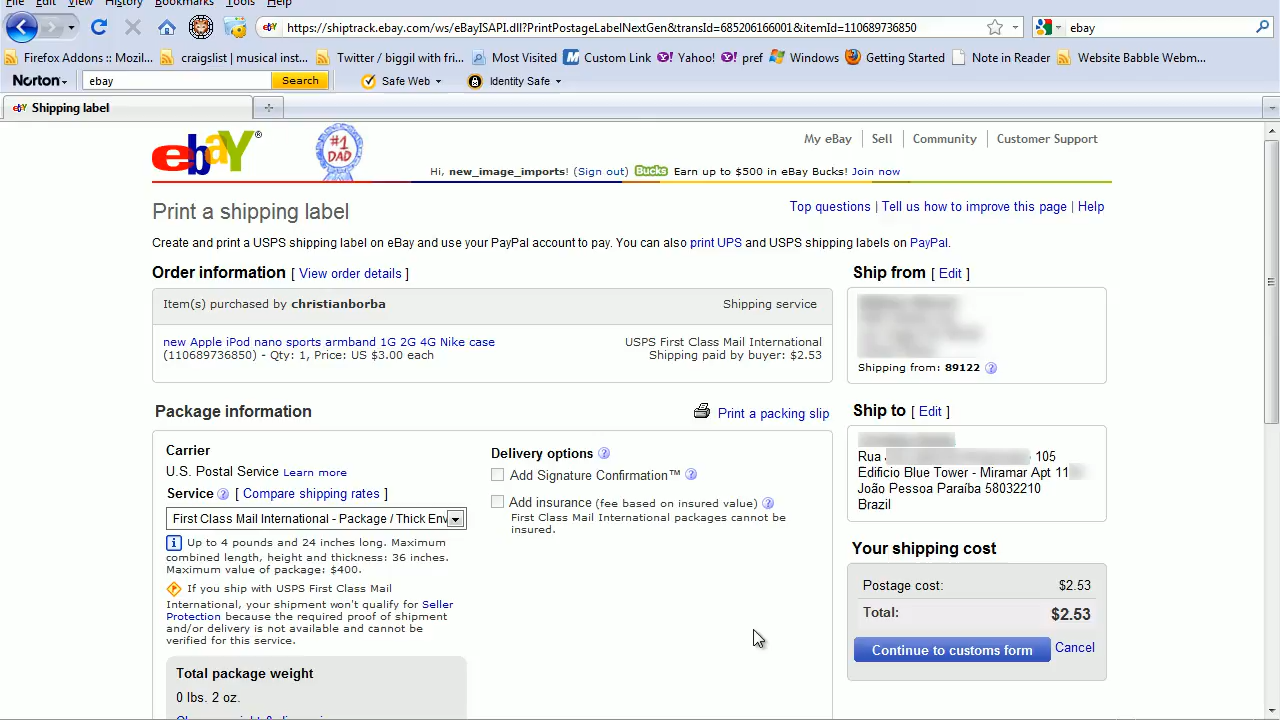 File Edit View History Bookmarks Tools Help
https://shiptrack.ebay.com/ws/eBayISAPI.dll?PrintPostageLabelNextGen&transId=685206166001&itemId=110689736850
ebay
Firefox Addons :: Mozil... craigslist | musical inst... Twitter / biggil with fri... Most Visited Custom Link Yahoo! pref Windows Getting Started Note in Reader Website Babble Webm...
Norton ebay Search Safe Web Identity Safe
Shipping label
ebay
#1 DAD
My eBay Sell Community Customer Support
Hi, new_image_imports! (Sign out) Bucks Earn up to $500 in eBay Bucks! Join now
Print a shipping label
Top questions | Tell us how to improve this page | Help
Create and print a USPS shipping label on eBay and use your PayPal account to pay. You can also print UPS and USPS shipping labels on PayPal.
Order information [ View order details ]
Item(s) purchased by christianborba Shipping service
new Apple iPod nano sports armband 1G 2G 4G Nike case USPS First Class Mail International
(110689736850) - Qty: 1, Price: US $3.00 each Shipping paid by buyer: $2.53
Ship from [ Edit ]
Shipping from: 89122
Package information
Print a packing slip
Carrier
U.S. Postal Service Learn more
Service [ Compare shipping rates ]
First Class Mail International - Package / Thick Env
Up to 4 pounds and 24 inches long. Maximum
combined length, height and thickness: 36 inches.
Maximum value of package: $400.
If you ship with USPS First Class Mail
International, your shipment won't qualify for Seller
Protection because the required proof of shipment
and/or delivery is not available and cannot be
verified for this service.
Total package weight
0 lbs. 2 oz.
Delivery options
Add Signature Confirmation™
Add insurance (fee based on insured value)
First Class Mail International packages cannot be
insured.
Ship to [ Edit ]
Rua 105
Edificio Blue Tower - Miramar Apt 11
João Pessoa Paraíba 58032210
Brazil
Your shipping cost
Postage cost: $2.53
Total: $2.53
Continue to customs form Cancel